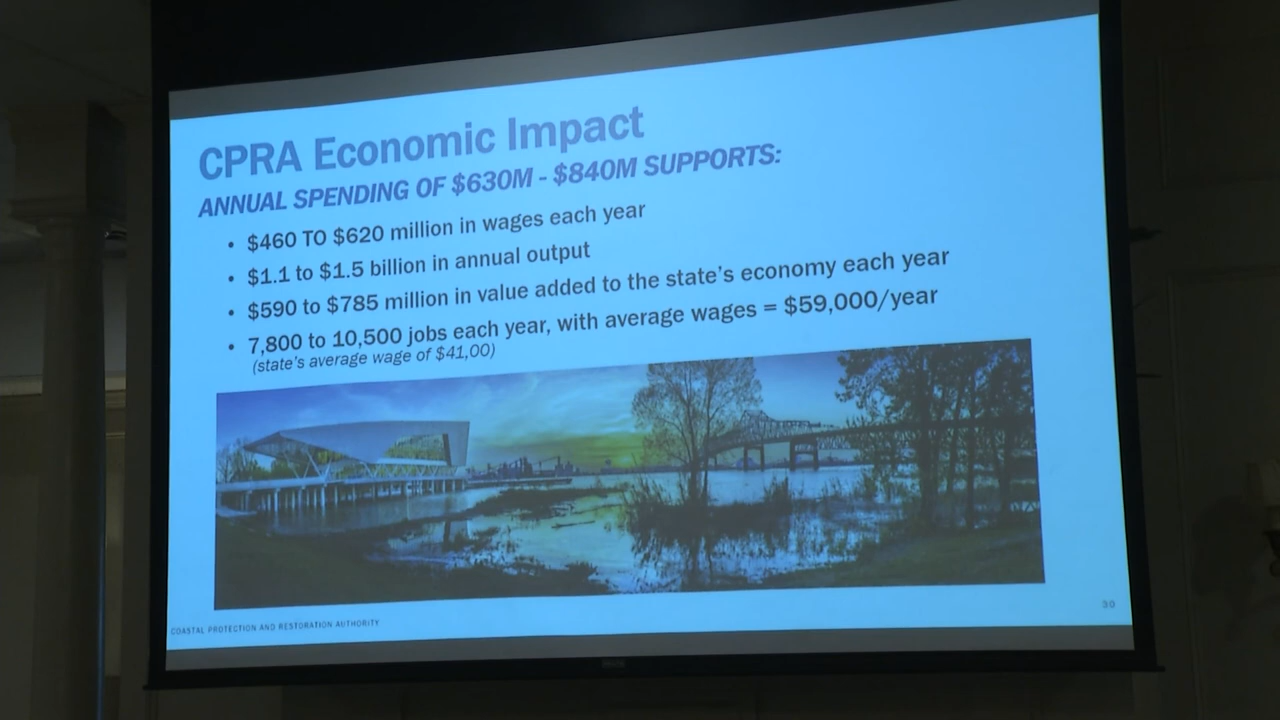 CPRA Economic Impact
ANNUAL SPENDING OF $630M - $840M SUPPORTS:
• $460 TO $620 million in wages each year
• $1.1 to $1.5 billion in annual output
• $590 to $785 million in value added to the state's economy each year
• 7,800 to 10,500 jobs each year, with average wages = $59,000/year
(state's average wage of $41,00)
30
COASTAL PROTECTION AND RESTORATION AUTHORITY